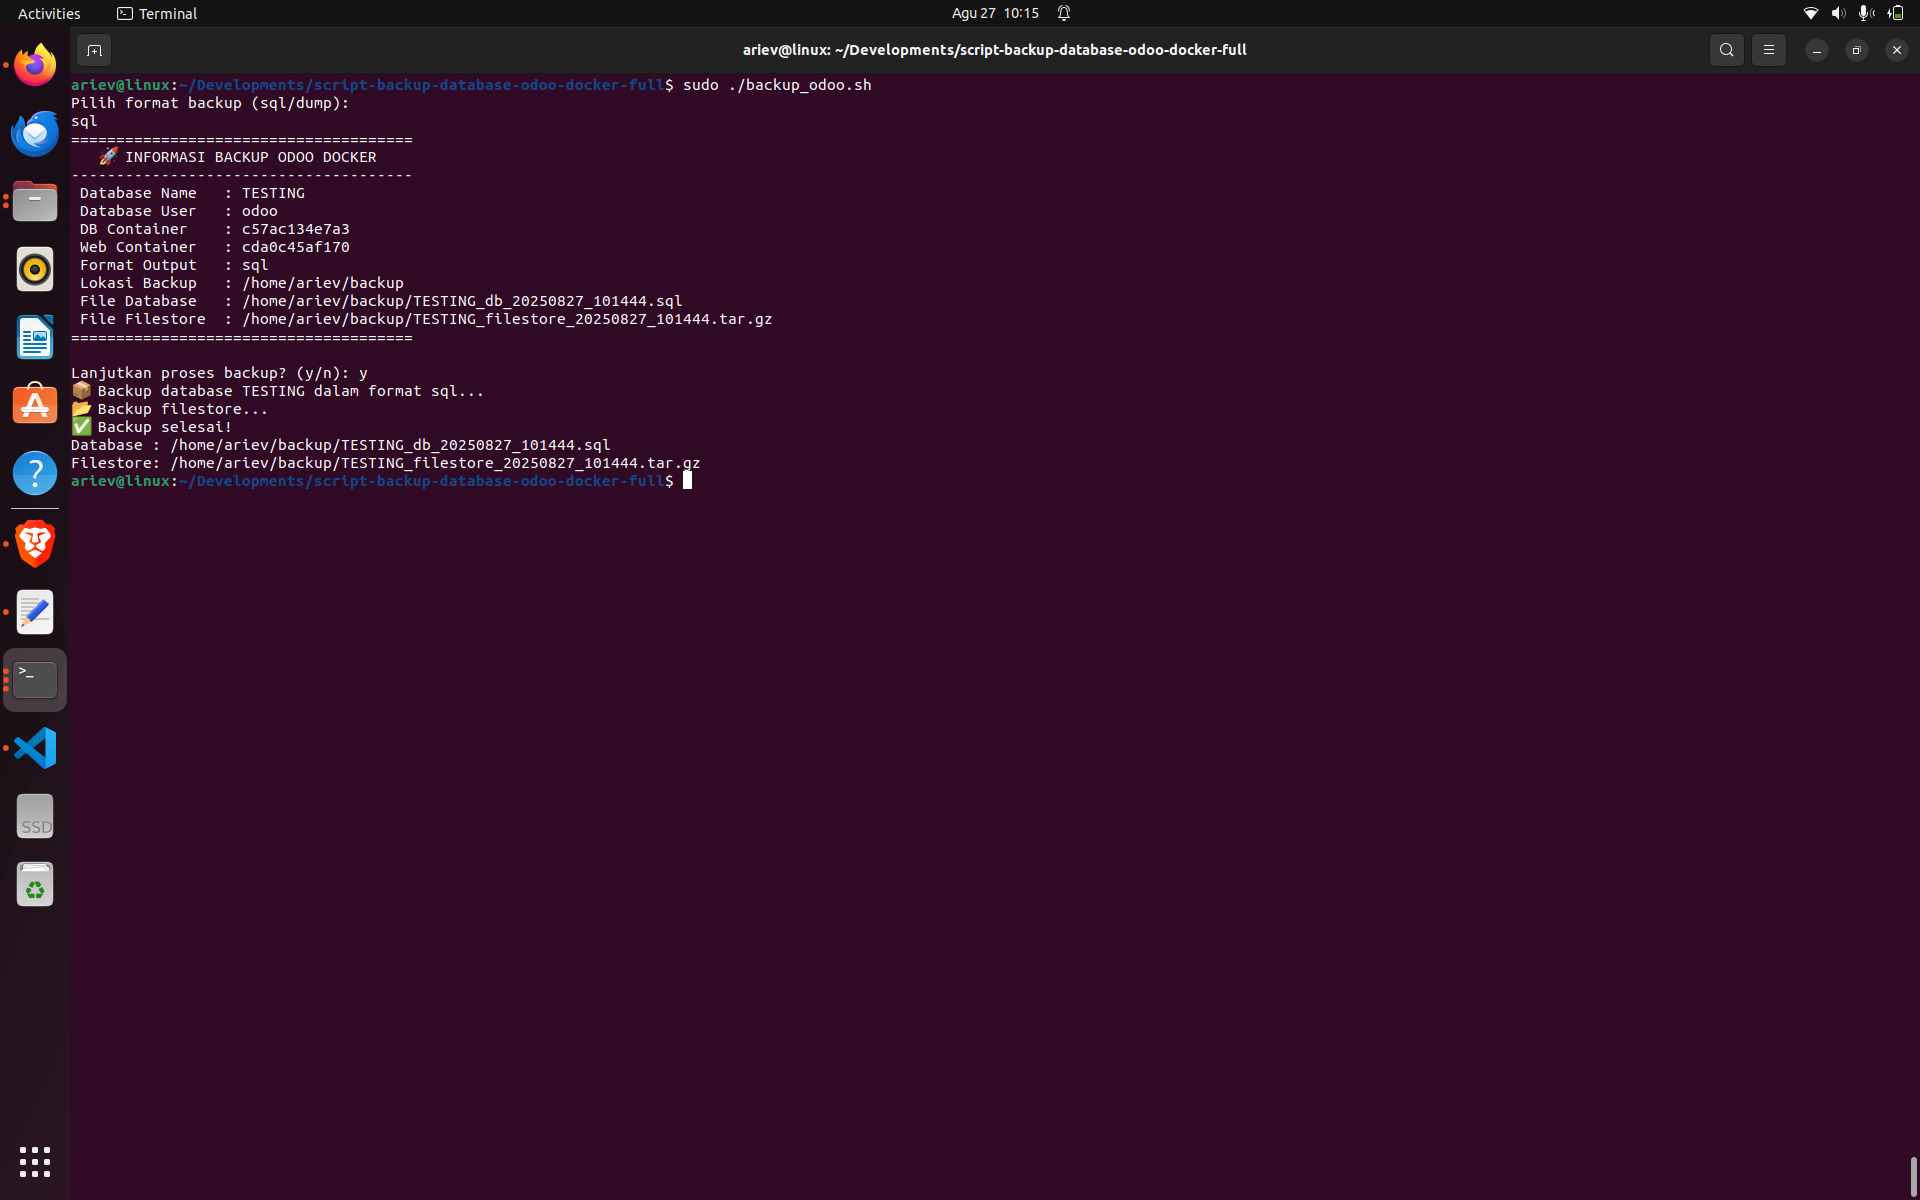 Activities
Terminal
Agu 27 10:15
ariev@linux: ~/Developments/script-backup-database-odoo-docker-full
ariev@linux:~/Developments/script-backup-database-odoo-docker-full$ sudo ./backup_odoo.sh
Pilih format backup (sql/dump):
sql
======================================
🚀 INFORMASI BACKUP ODOO DOCKER
--------------------------------------
Database Name   : TESTING
Database User   : odoo
DB Container    : c57ac134e7a3
Web Container   : cda0c45af170
Format Output   : sql
Lokasi Backup   : /home/ariev/backup
File Database   : /home/ariev/backup/TESTING_db_20250827_101444.sql
File Filestore  : /home/ariev/backup/TESTING_filestore_20250827_101444.tar.gz
======================================
Lanjutkan proses backup? (y/n): y
📦 Backup database TESTING dalam format sql...
📂 Backup filestore...
✅ Backup selesai!
Database : /home/ariev/backup/TESTING_db_20250827_101444.sql
Filestore: /home/ariev/backup/TESTING_filestore_20250827_101444.tar.gz
ariev@linux:~/Developments/script-backup-database-odoo-docker-full$
SSD